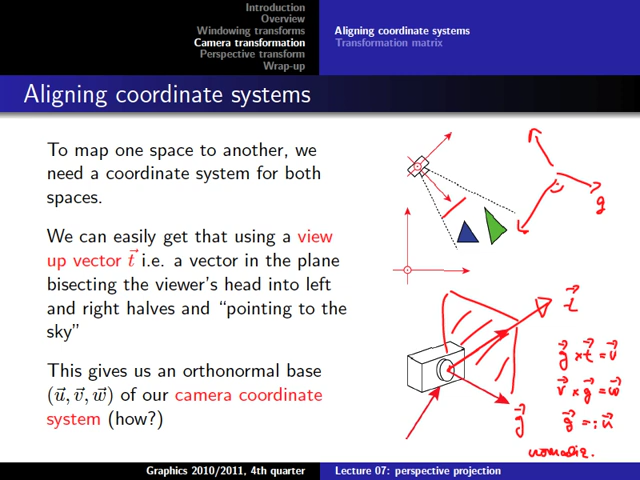 Introduction
Overview
Windowing transforms
Camera transformation
Perspective transform
Wrap-up
Aligning coordinate systems
Transformation matrix
Aligning coordinate systems
To map one space to another, we
need a coordinate system for both
spaces.
We can easily get that using a view
up vector t⃗ i.e. a vector in the plane
bisecting the viewer's head into left
and right halves and “pointing to the
sky”
This gives us an orthonormal base
(u⃗, v⃗, w⃗) of our camera coordinate
system (how?)
g
t⃗
g⃗
g⃗ × t⃗ = v⃗
v⃗ × g⃗ = w⃗
g⃗ =: u⃗
normaliz.
Graphics 2010/2011, 4th quarter
Lecture 07: perspective projection